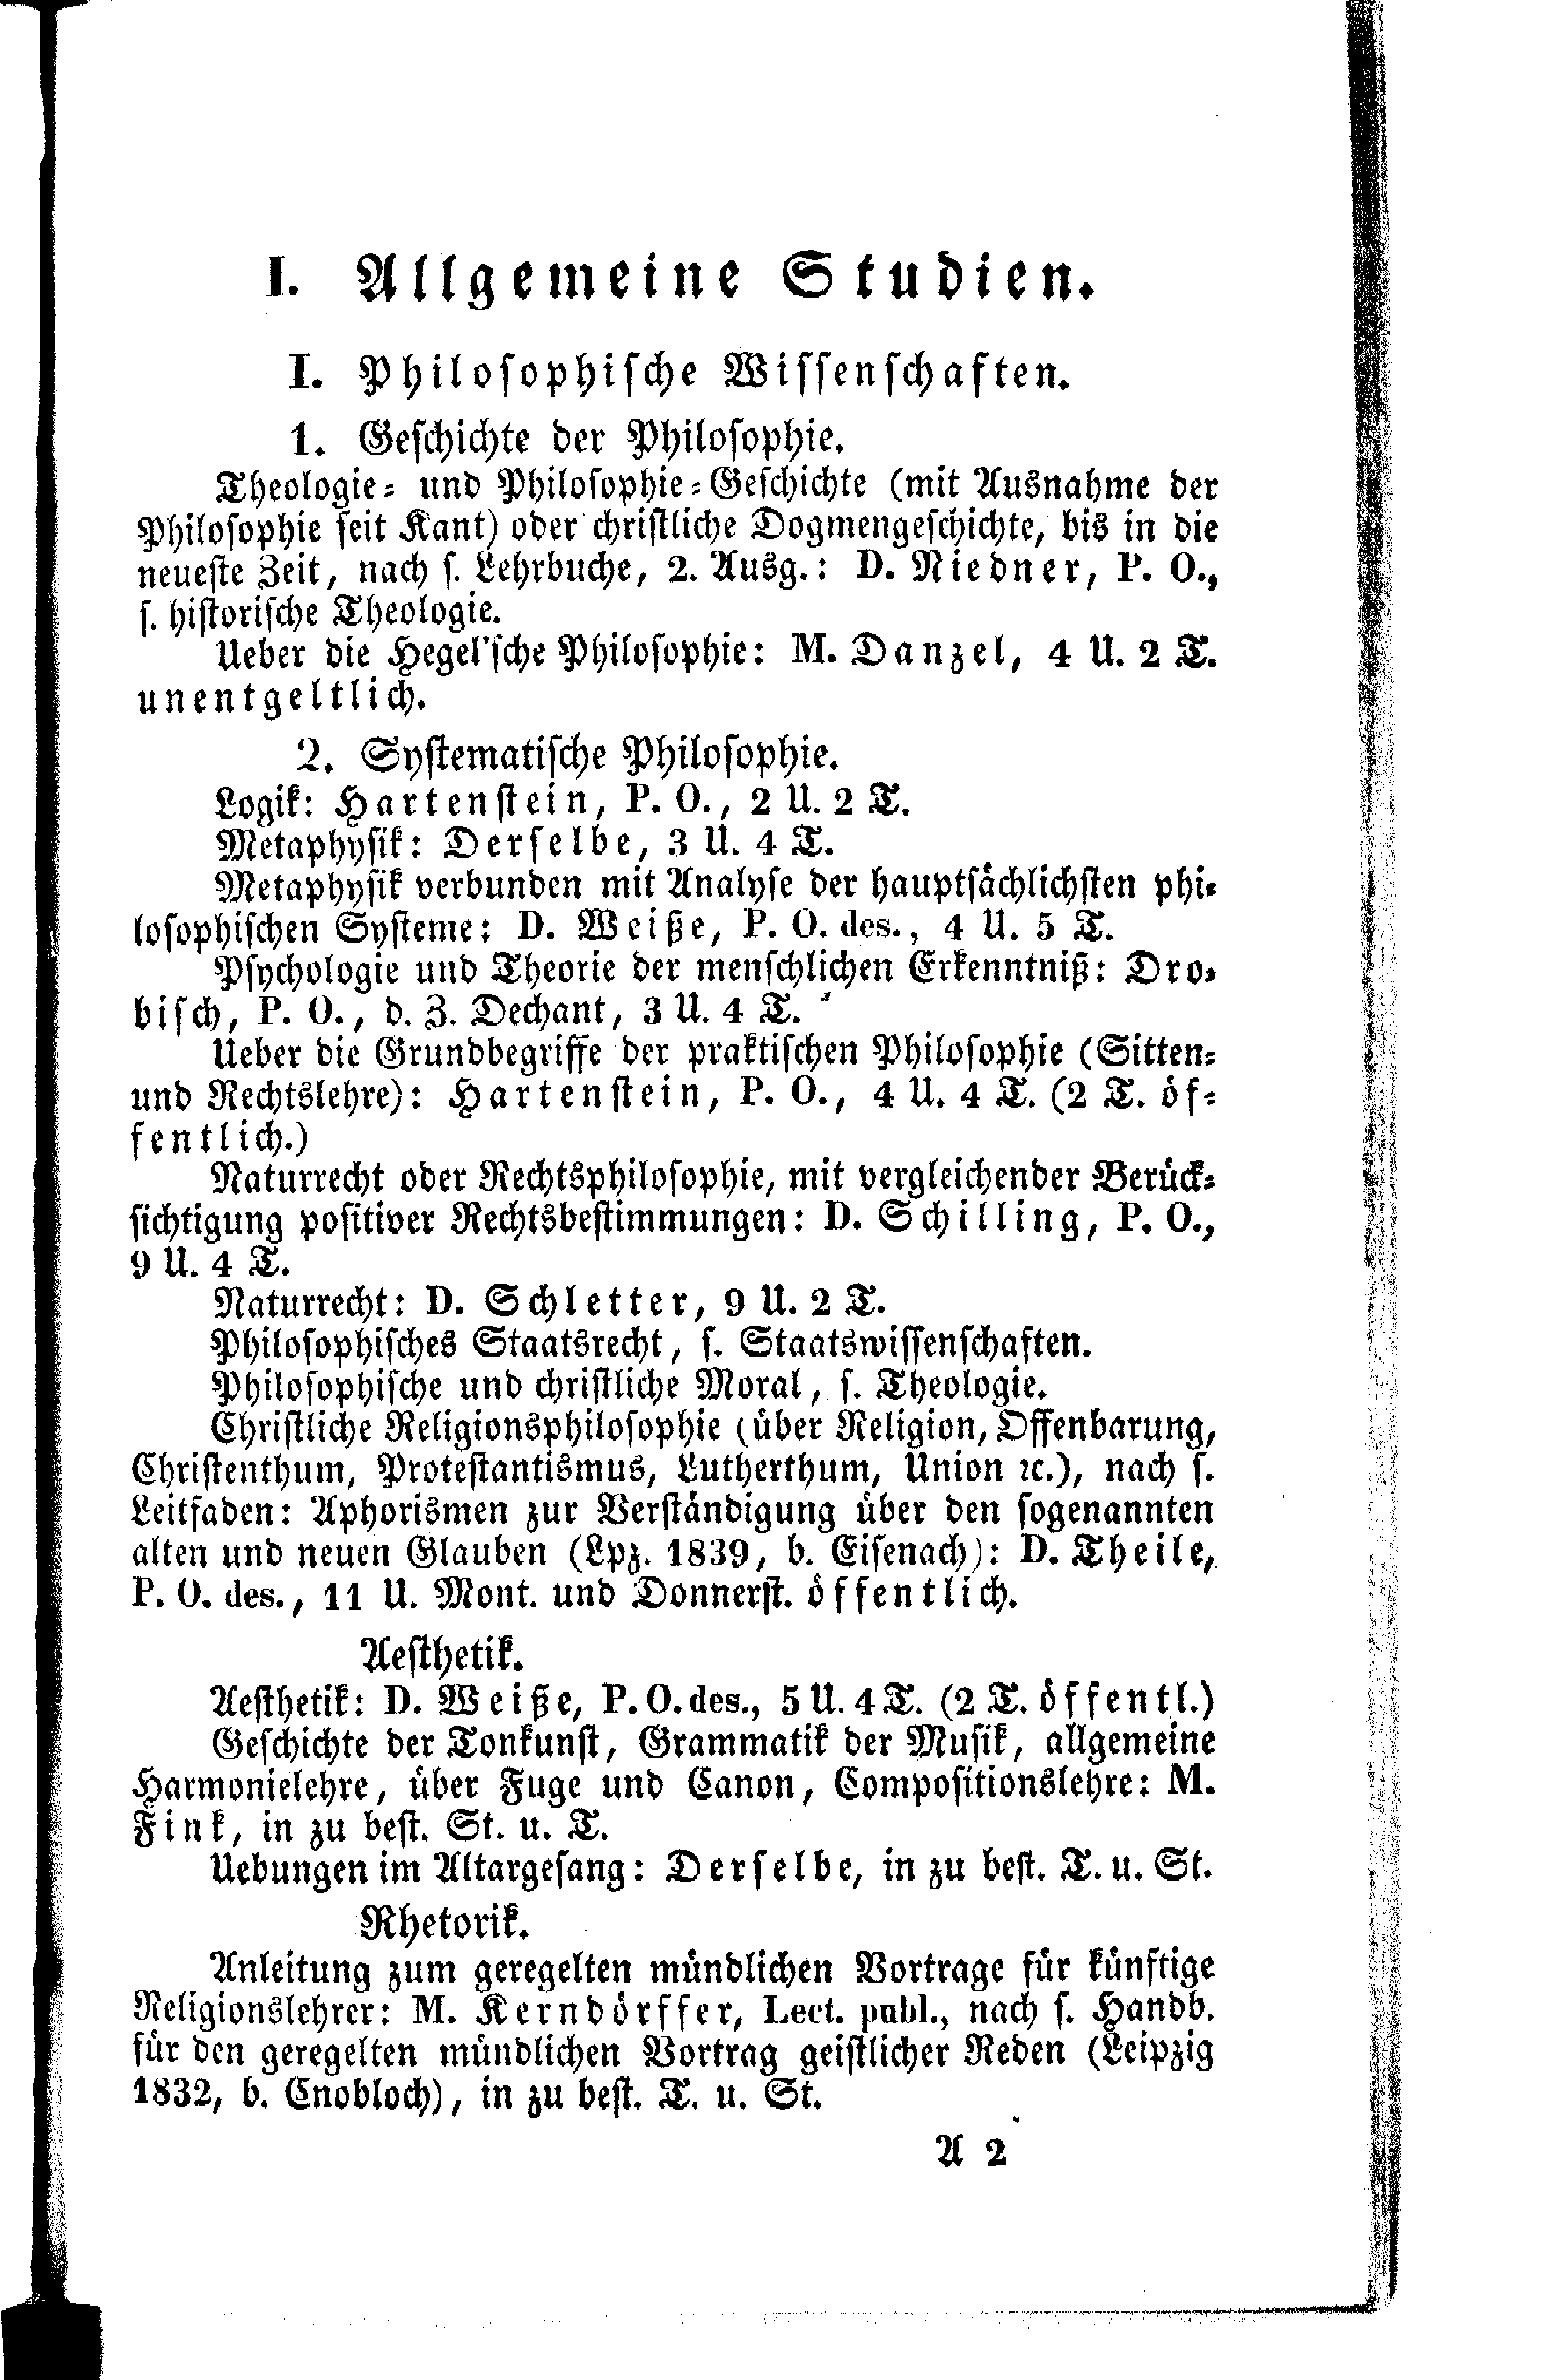 I. Allgemeine Studien.
I. Philosophische Wissenschaften.
1. Geschichte der Philosophie.
Theologie- und Philosophie-Geschichte (mit Ausnahme der
Philosophie seit Kant) oder christliche Dogmengeschichte, bis in die
neueste Zeit, nach s. Lehrbuche, 2. Ausg.: D. Niedner, P. O.,
s. historische Theologie.
Ueber die Hegel'sche Philosophie: M. Danzel, 4 U. 2 T.
unentgeltlich.
2. Systematische Philosophie.
Logik: Hartenstein, P. O., 2 U. 2 T.
Metaphysik: Derselbe, 3 U. 4 T.
Metaphysik verbunden mit Analyse der hauptsächlichsten phi-
losophischen Systeme: D. Weiße, P. O. des., 4 U. 5 T.
Psychologie und Theorie der menschlichen Erkenntniß: Dro-
bisch, P. O., d. Z. Dechant, 3 U. 4 T.
Ueber die Grundbegriffe der praktischen Philosophie (Sitten-
und Rechtslehre): Hartenstein, P. O., 4 U. 4 T. (2 T. öf-
fentlich.)
Naturrecht oder Rechtsphilosophie, mit vergleichender Berück-
sichtigung positiver Rechtsbestimmungen: D. Schilling, P. O.,
9 U. 4 T.
Naturrecht: D. Schletter, 9 U. 2 T.
Philosophisches Staatsrecht, s. Staatswissenschaften.
Philosophische und christliche Moral, s. Theologie.
Christliche Religionsphilosophie (über Religion, Offenbarung,
Christenthum, Protestantismus, Lutherthum, Union ꝛc.), nach s.
Leitfaden: Aphorismen zur Verständigung über den sogenannten
alten und neuen Glauben (Lpz. 1839, b. Eisenach): D. Theile,
P. O. des., 11 U. Mont. und Donnerst. öffentlich.
Aesthetik.
Aesthetik: D. Weiße, P. O. des., 5 U. 4 T. (2 T. öffentl.)
Geschichte der Tonkunst, Grammatik der Musik, allgemeine
Harmonielehre, über Fuge und Canon, Compositionslehre: M.
Fink, in zu best. St. u. T.
Uebungen im Altargesang: Derselbe, in zu best. T. u. St.
Rhetorik.
Anleitung zum geregelten mündlichen Vortrage für künftige
Religionslehrer: M. Kerndörffer, Lect. publ., nach s. Handb.
für den geregelten mündlichen Vortrag geistlicher Reden (Leipzig
1832, b. Cnobloch), in zu best. T. u. St.
A 2